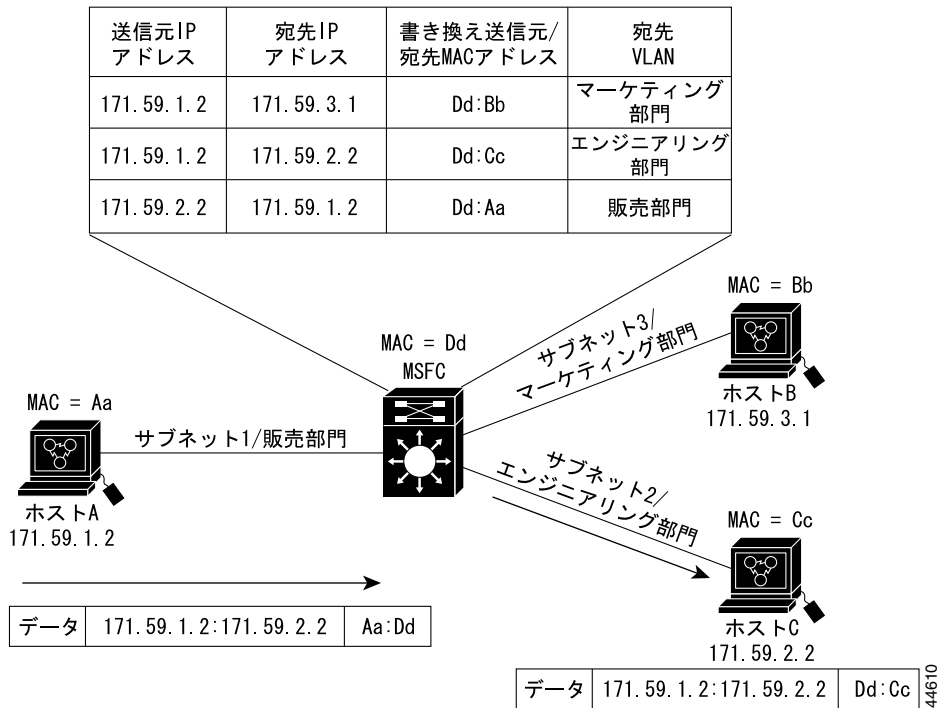 送信元IP
アドレス
宛先IP
アドレス
書き換え送信元/
宛先MACアドレス
宛先
VLAN
171.59.1.2
171.59.3.1
Dd:Bb
マーケティング
部門
171.59.1.2
171.59.2.2
Dd:Cc
エンジニアリング
部門
171.59.2.2
171.59.1.2
Dd:Aa
販売部門
MAC = Bb
MAC = Dd
MSFC
サブネット3/
マーケティング部門
ホストB
171.59.3.1
MAC = Aa
サブネット1/販売部門
ホストA
171.59.1.2
サブネット2/
エンジニアリング部門
MAC = Cc
ホストC
171.59.2.2
データ 171.59.1.2:171.59.2.2 Aa:Dd
データ 171.59.1.2:171.59.2.2 Dd:Cc
44610